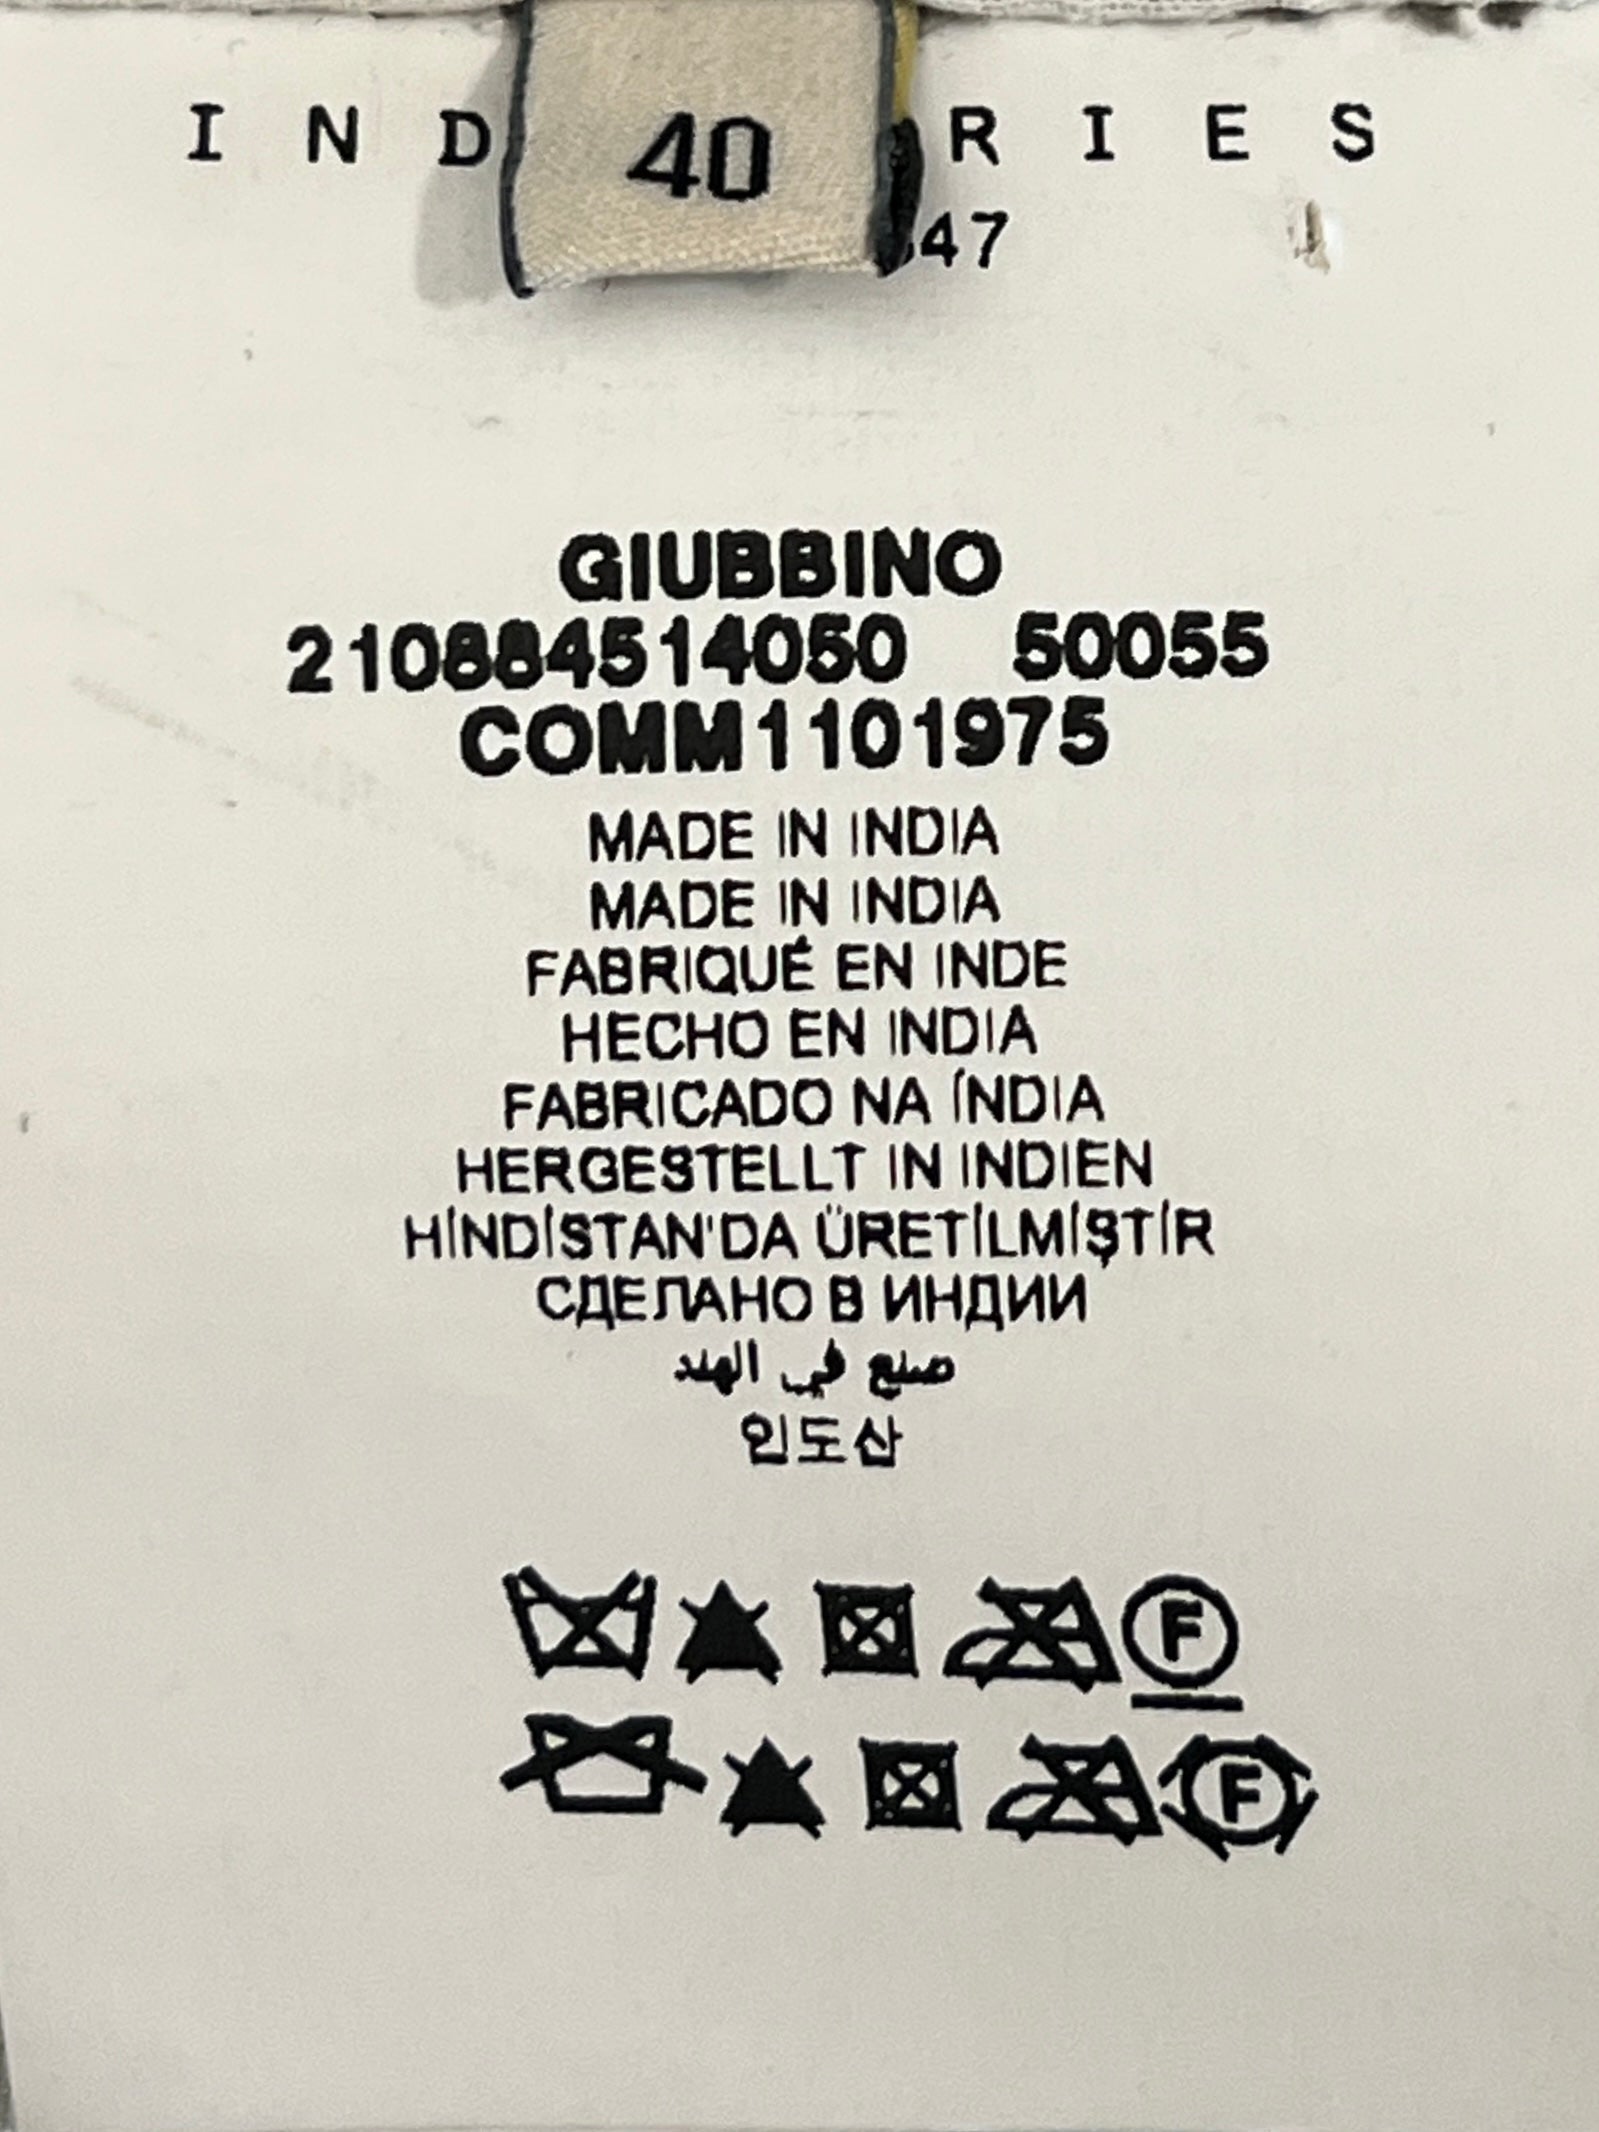 40
IND RIES
47
GIUBBINO
210884514050 50055
COMM1101975
MADE IN INDIA
MADE IN INDIA
FABRIQUÉ EN INDE
HECHO EN INDIA
FABRICADO NA ÍNDIA
HERGESTELLT IN INDIEN
HİNDİSTAN'DA ÜRETİLMİŞTİR
СДЕЛАНО В ИНДИИ
صنع في الهند
인도산
F
F